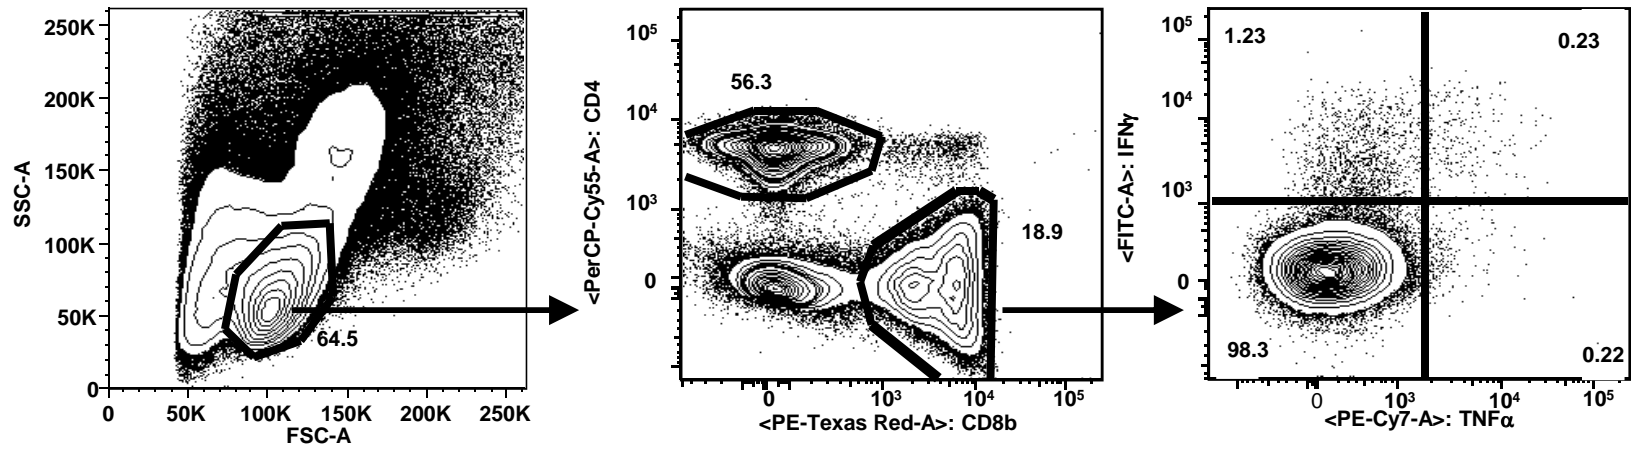 250K
200K
150K
100K
50K
0
SSC-A
0 50K 100K 150K 200K 250K
FSC-A
64.5
10⁵
10⁴
10³
0
<PerCP-Cy55-A>: CD4
56.3
18.9
0 10³ 10⁴ 10⁵
<PE-Texas Red-A>: CD8b
10⁵
10⁴
10³
0
<FITC-A>: IFNγ
1.23
0.23
98.3
0.22
0 10³ 10⁴ 10⁵
<PE-Cy7-A>: TNFα